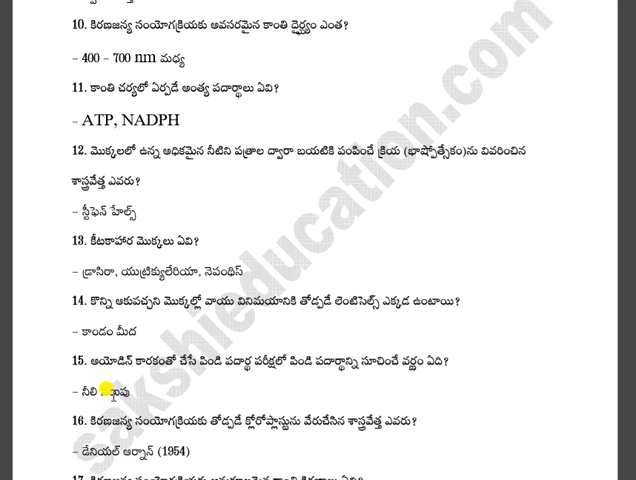 10. కిరణజన్య సంయోగక్రియకు అవసరమైన కాంతి దైర్ఘ్యం ఎంత?
– 400 – 700 nm మధ్య
11. కాంతి చర్యలో ఏర్పడే అంత్య పదార్థాలు ఏవి?
– ATP, NADPH
12. మొక్కలలో ఉన్న అధికమైన నీటిని పత్రాల ద్వారా బయటికి పంపించే క్రియ (భాష్పోత్సేకం)ను వివరించిన
శాస్త్రవేత్త ఎవరు?
– స్టీఫెన్ హేల్స్
13. కీటకాహార మొక్కలు ఏవి?
– డ్రాసిరా, యుట్రిక్యులేరియా, నెపంథిస్
14. కొన్ని ఆకుపచ్చని మొక్కల్లో వాయు వినిమయానికి తోడ్పడే లెంటిసెల్స్ ఎక్కడ ఉంటాయి?
– కాండం మీద
15. అయోడిన్ కారకంతో చేసే పిండి పదార్థ పరీక్షలో పిండి పదార్థాన్ని సూచించే వర్ణం ఏది?
– నీలి
16. కిరణజన్య సంయోగక్రియకు తోడ్పడే క్లోరోప్లాస్టును వేరుచేసిన శాస్త్రవేత్త ఎవరు?
– డేనియల్ ఆర్నాన్ (1954)
sakshieducation.com